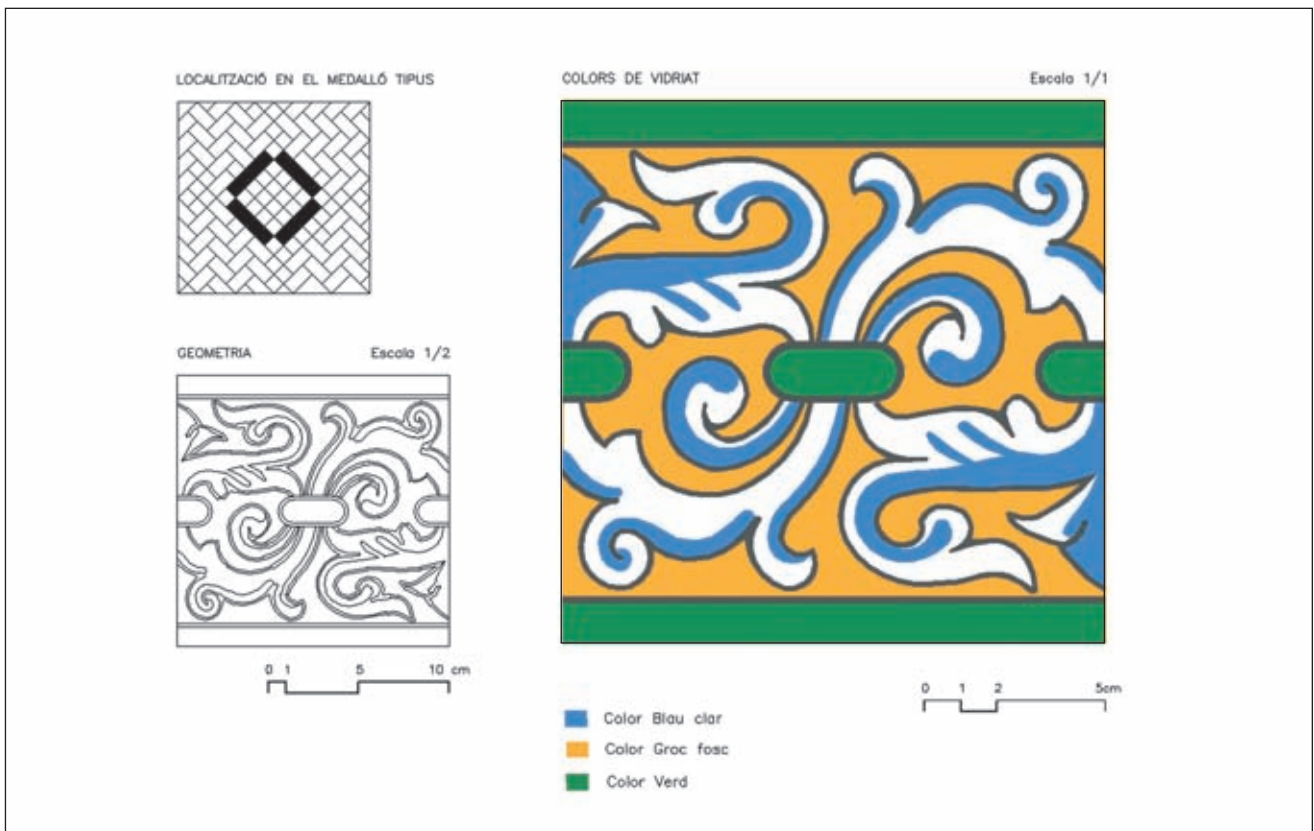 LOCALITZACIÓ EN EL MEDALLÓ TIPUS
COLORS DE VIDRIAT Escala 1/1
GEOMETRIA Escala 1/2
0 1 5 10 cm
0 1 2 5cm
Color Blau clar
Color Groc fosc
Color Verd